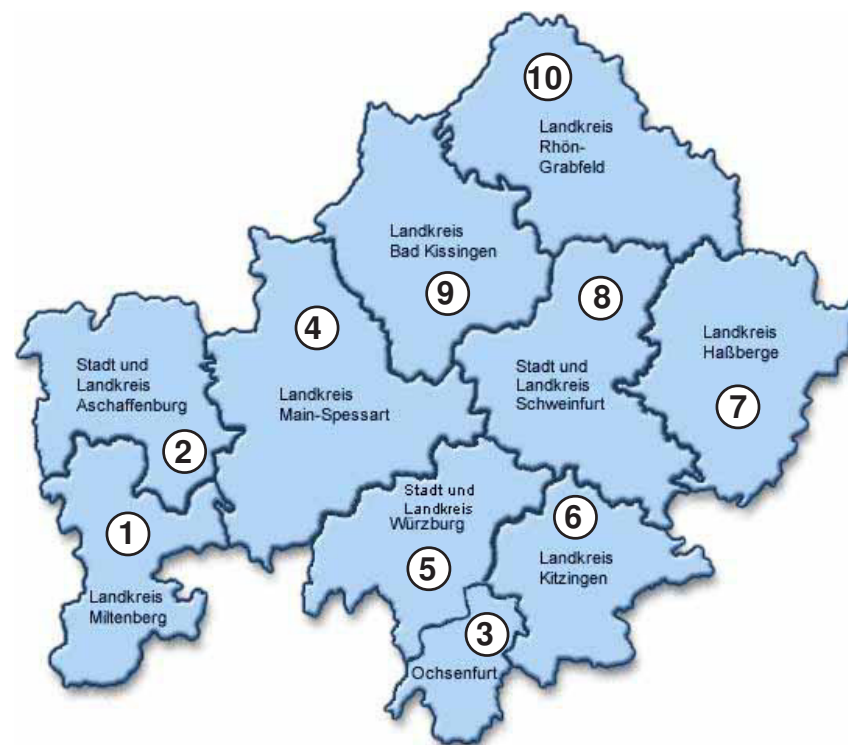 10
Landkreis
Rhön-
Grabfeld
Landkreis
Bad Kissingen
9
8
4
Landkreis
Haßberge
7
Stadt und
Landkreis
Aschaffenburg
2
Landkreis
Main-Spessart
Stadt und
Landkreis
Schweinfurt
Stadt und
Landkreis
Würzburg
5
6
Landkreis
Kitzingen
1
Landkreis
Miltenberg
3
Ochsenfurt